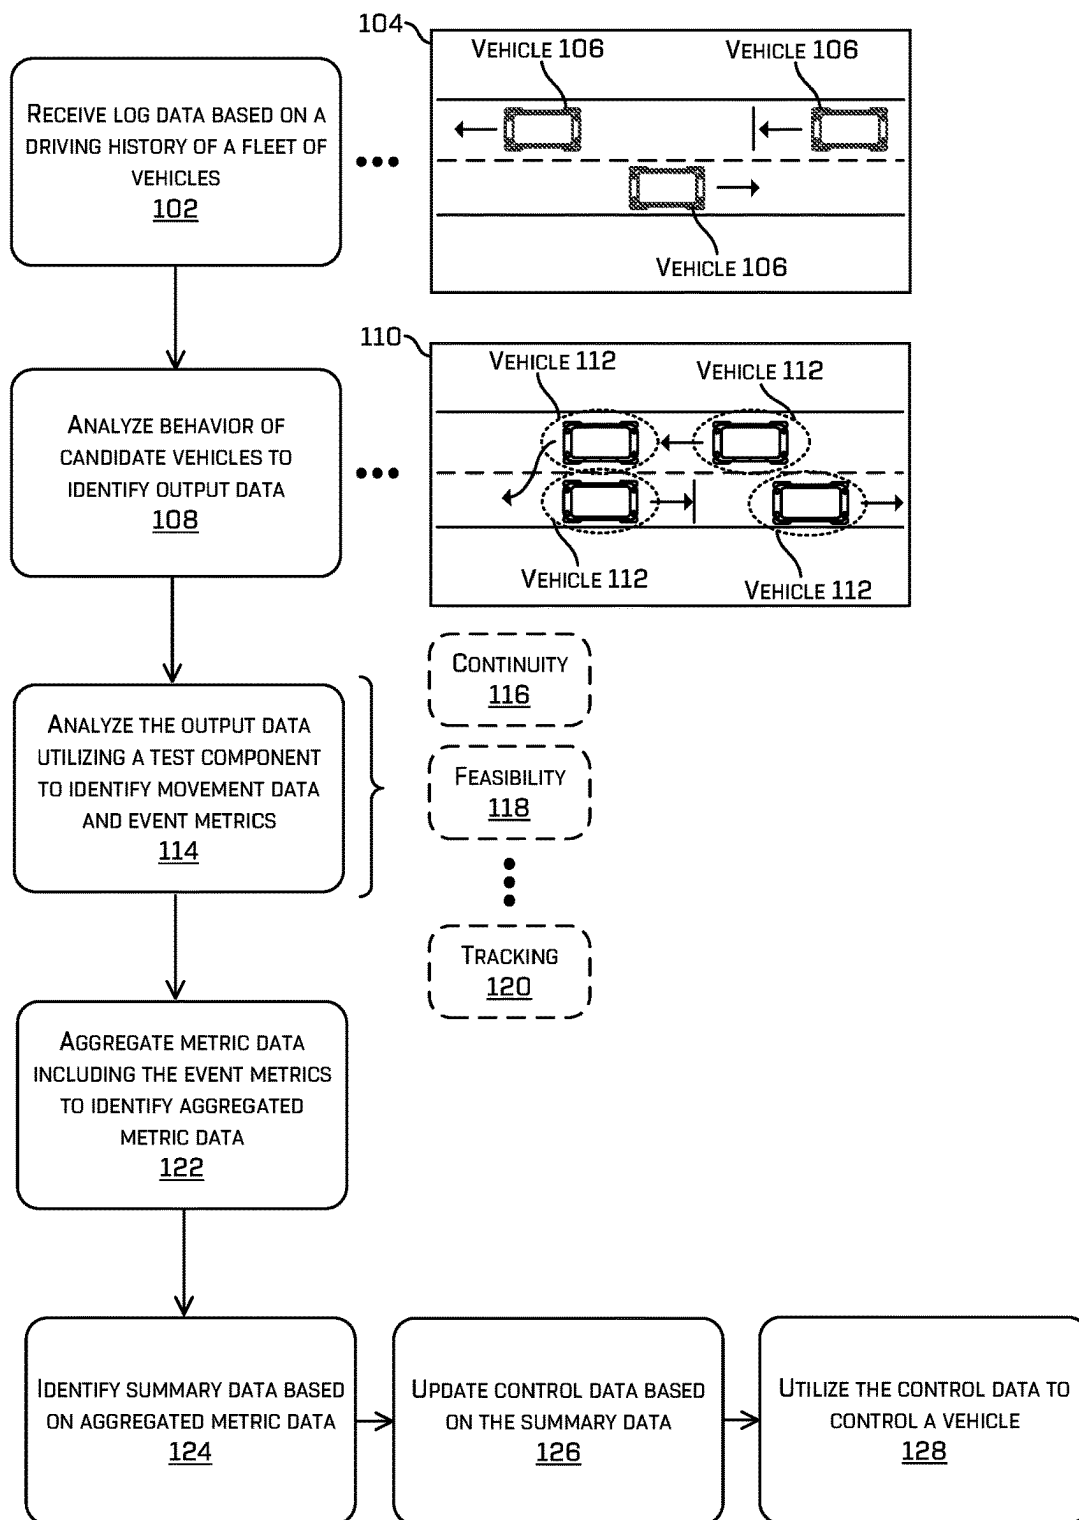 104
VEHICLE 106
VEHICLE 106
RECEIVE LOG DATA BASED ON A
DRIVING HISTORY OF A FLEET OF
VEHICLES
102
VEHICLE 106
110
VEHICLE 112
VEHICLE 112
ANALYZE BEHAVIOR OF
CANDIDATE VEHICLES TO
IDENTIFY OUTPUT DATA
108
VEHICLE 112
VEHICLE 112
ANALYZE THE OUTPUT DATA
UTILIZING A TEST COMPONENT
TO IDENTIFY MOVEMENT DATA
AND EVENT METRICS
114
CONTINUITY
116
FEASIBILITY
118
TRACKING
120
AGGREGATE METRIC DATA
INCLUDING THE EVENT METRICS
TO IDENTIFY AGGREGATED
METRIC DATA
122
IDENTIFY SUMMARY DATA BASED
ON AGGREGATED METRIC DATA
124
UPDATE CONTROL DATA BASED
ON THE SUMMARY DATA
126
UTILIZE THE CONTROL DATA TO
CONTROL A VEHICLE
128